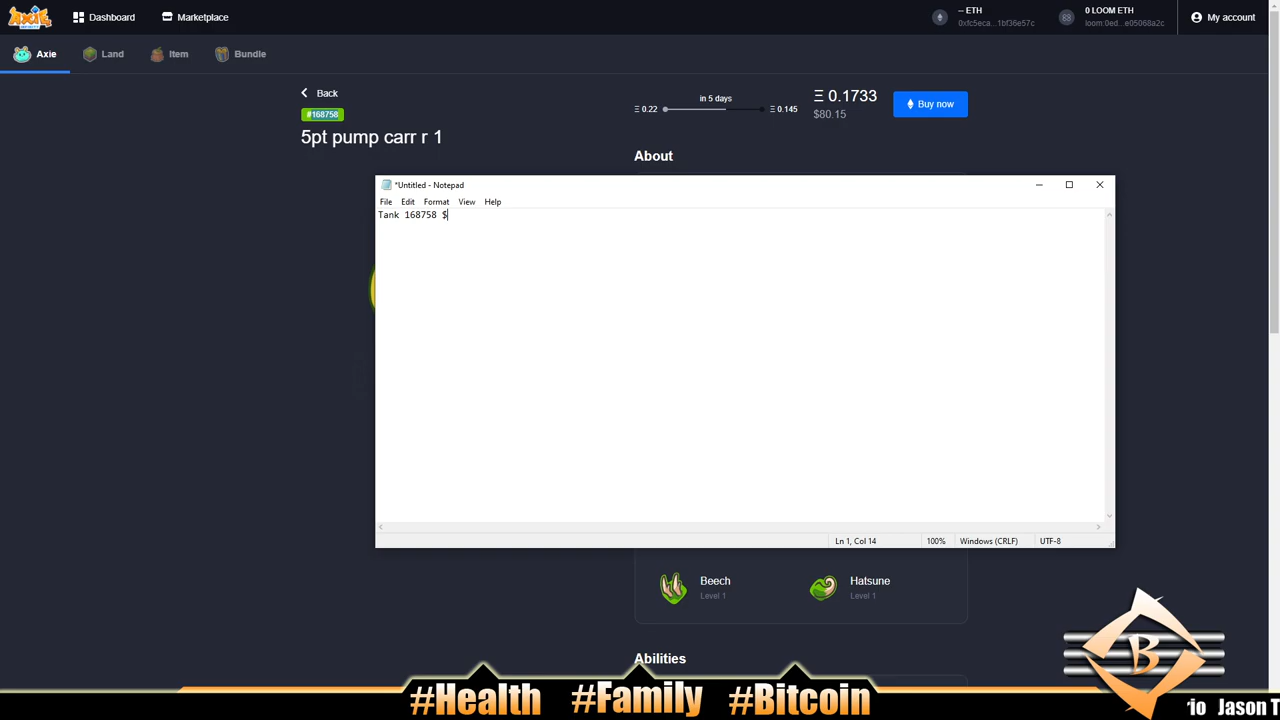 AXIE
Dashboard
Marketplace
-- ETH
0xfc5eca...1bf36e57c
0 LOOM ETH
loom:0ed...e05068a2c
My account
Axie
Land
Item
Bundle
Back
#168758
5pt pump carr r 1
in 5 days
Ξ 0.22
Ξ 0.145
Ξ 0.1733
$80.15
Buy now
About
*Untitled - Notepad
File Edit Format View Help
Tank 168758 $
Ln 1, Col 14
100%
Windows (CRLF)
UTF-8
Beech
Level 1
Hatsune
Level 1
Abilities
B
#Health #Family #Bitcoin
io Jason T